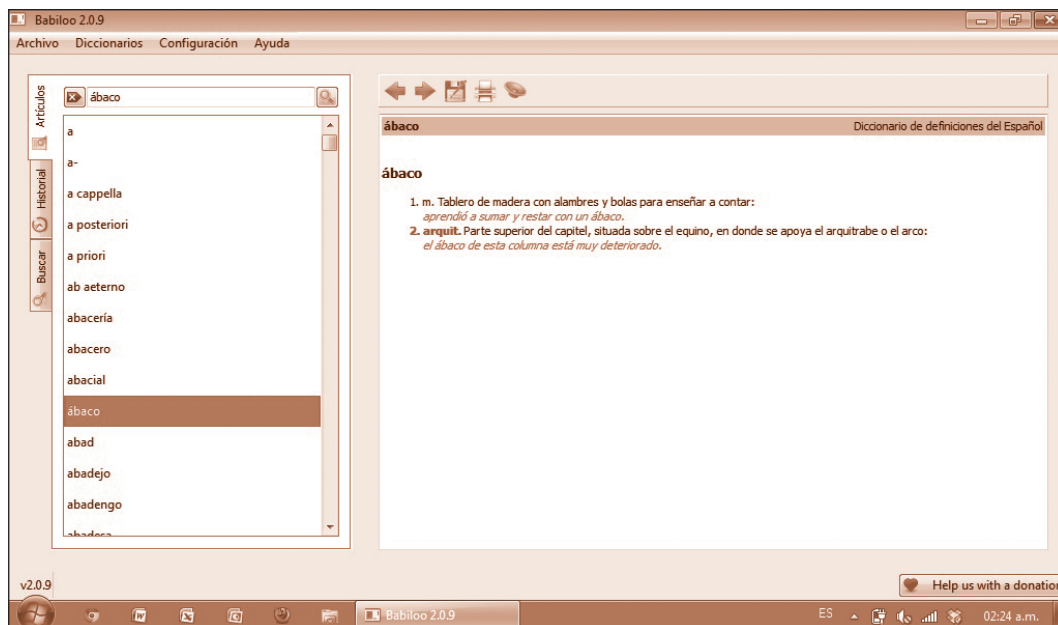 Babiloo 2.0.9
Archivo Diccionarios Configuración Ayuda
Artículos
Historial
Buscar
ábaco
a
a-
a cappella
a posteriori
a priori
ab aeterno
abacería
abacero
abacial
ábaco
abad
abadejo
abadengo
abadesa
ábaco Diccionario de definiciones del Español
ábaco
1. m. Tablero de madera con alambres y bolas para enseñar a contar:
aprendió a sumar y restar con un ábaco.
2. arquit. Parte superior del capitel, situada sobre el equino, en donde se apoya el arquitrabe o el arco:
el ábaco de esta columna está muy deteriorado.
v2.0.9
Help us with a donation
Babiloo 2.0.9
ES
02:24 a.m.